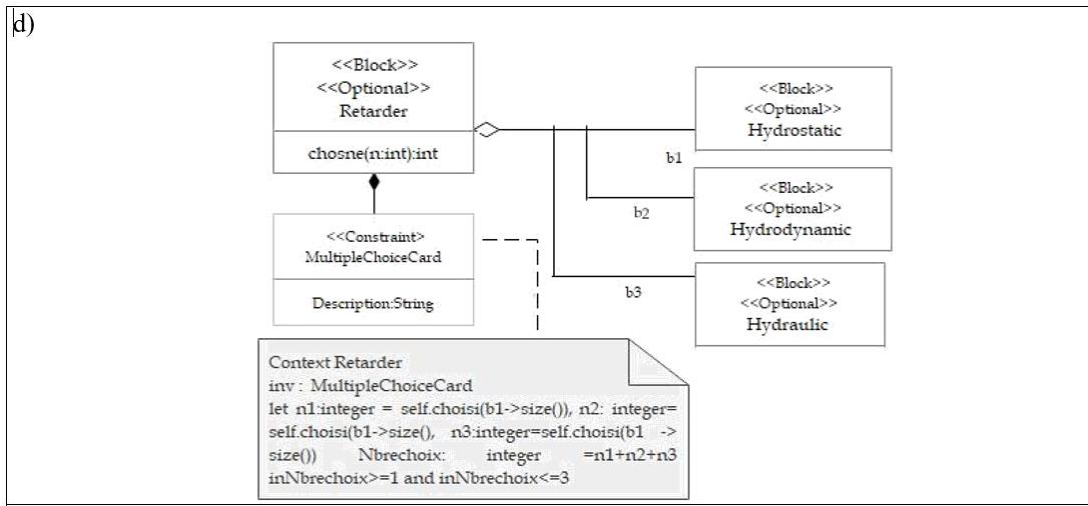 d)
<<Block>>
<<Optional>>
Retarder
chosne(n:int):int
<<Block>>
<<Optional>>
Hydrostatic
b1
<<Block>>
<<Optional>>
Hydrodynamic
b2
<<Block>>
<<Optional>>
Hydraulic
b3
<<Constraint>
MultipleChoiceCard
Description:String
Context Retarder
inv : MultipleChoiceCard
let n1:integer = self.choisi(b1->size()), n2: integer=
self.choisi(b1->size(), n3:integer=self.choisi(b1 ->
size()) Nbrechoix: integer =n1+n2+n3
inNbrechoix>=1 and inNbrechoix<=3